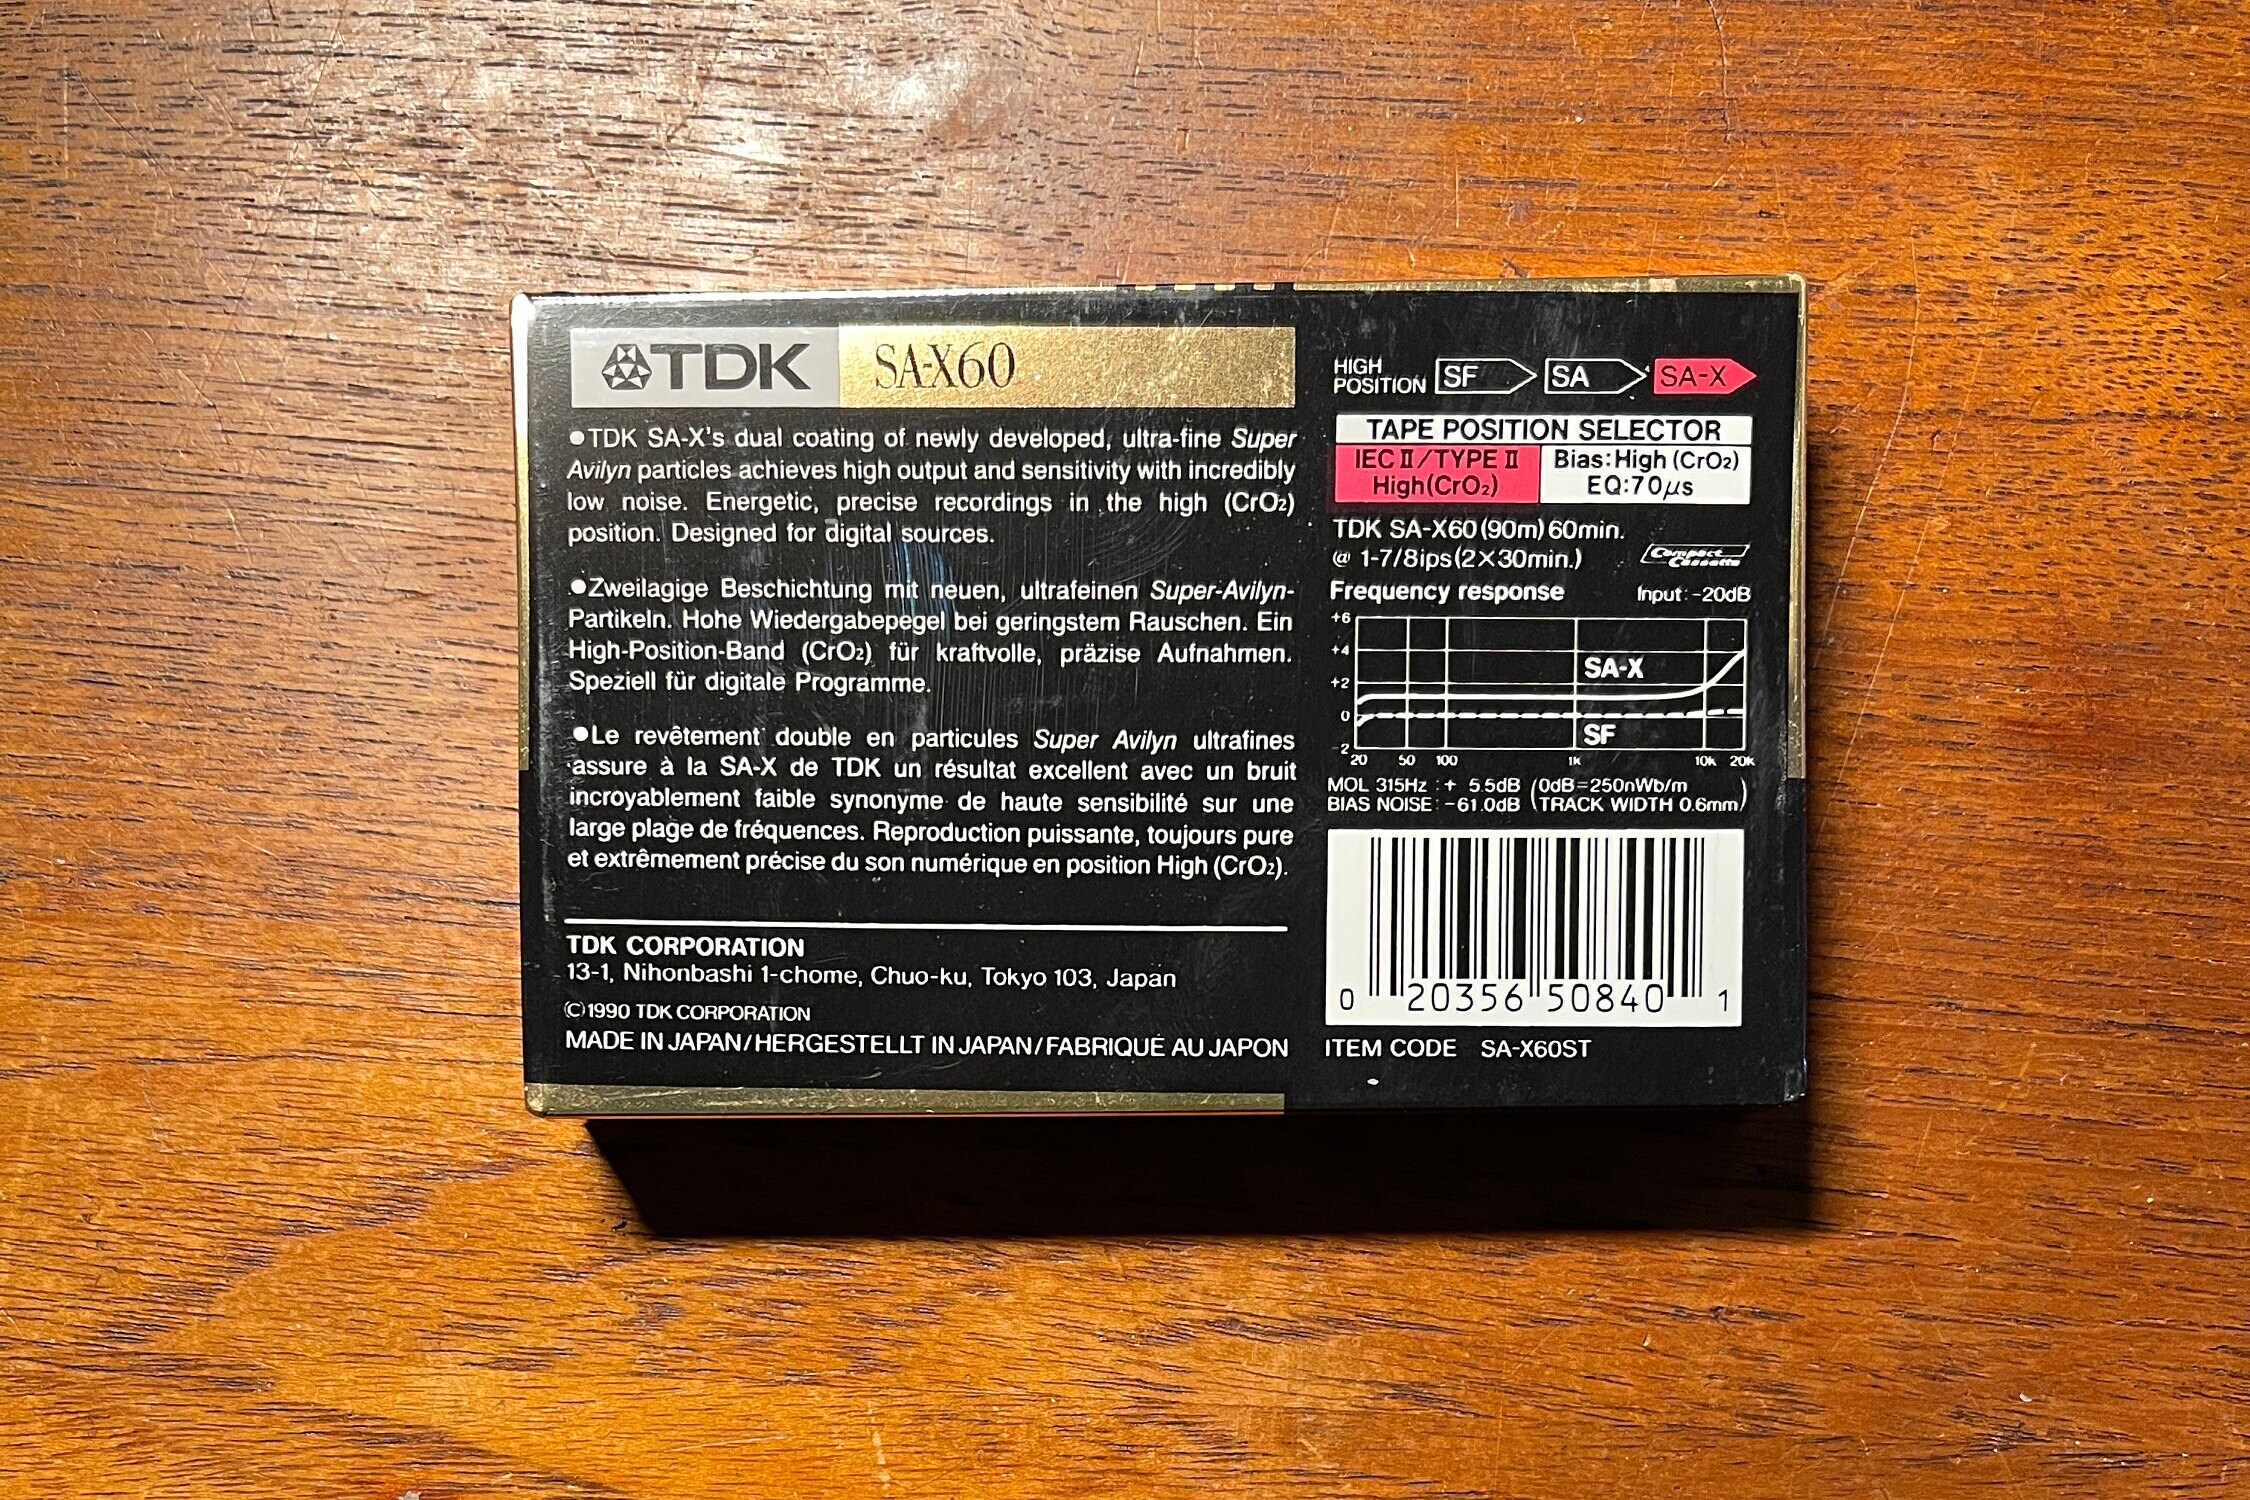 TDK SA-X60
●TDK SA-X's dual coating of newly developed, ultra-fine Super
Avilyn particles achieves high output and sensitivity with incredibly
low noise. Energetic, precise recordings in the high (CrO₂)
position. Designed for digital sources.
●Zweilagige Beschichtung mit neuen, ultrafeinen Super-Avilyn-
Partikeln. Hohe Wiedergabepegel bei geringstem Rauschen. Ein
High-Position-Band (CrO₂) für kraftvolle, präzise Aufnahmen.
Speziell für digitale Programme.
●Le revêtement double en particules Super Avilyn ultrafines
assure à la SA-X de TDK un résultat excellent avec un bruit
incroyablement faible synonyme de haute sensibilité sur une
large plage de fréquences. Reproduction puissante, toujours pure
et extrêmement précise du son numérique en position High (CrO₂).
TDK CORPORATION
13-1, Nihonbashi 1-chome, Chuo-ku, Tokyo 103, Japan
©1990 TDK CORPORATION
MADE IN JAPAN/HERGESTELLT IN JAPAN/FABRIQUÉ AU JAPON
HIGH
POSITION SF SA SA-X
TAPE POSITION SELECTOR
IEC II/TYPE II
High(CrO₂)
Bias:High (CrO₂)
EQ:70μs
TDK SA-X60(90m)60min.
@ 1-7/8ips(2×30min.)
Compact
Cassette
Frequency response Input:-20dB
+6
+4
+2
0
-2
SA-X
SF
20 50 100 1K 10K 20K
MOL 315Hz :+ 5.5dB (0dB=250nWb/m
BIAS NOISE:-61.0dB TRACK WIDTH 0.6mm)
0 20356 50840 1
ITEM CODE SA-X60ST